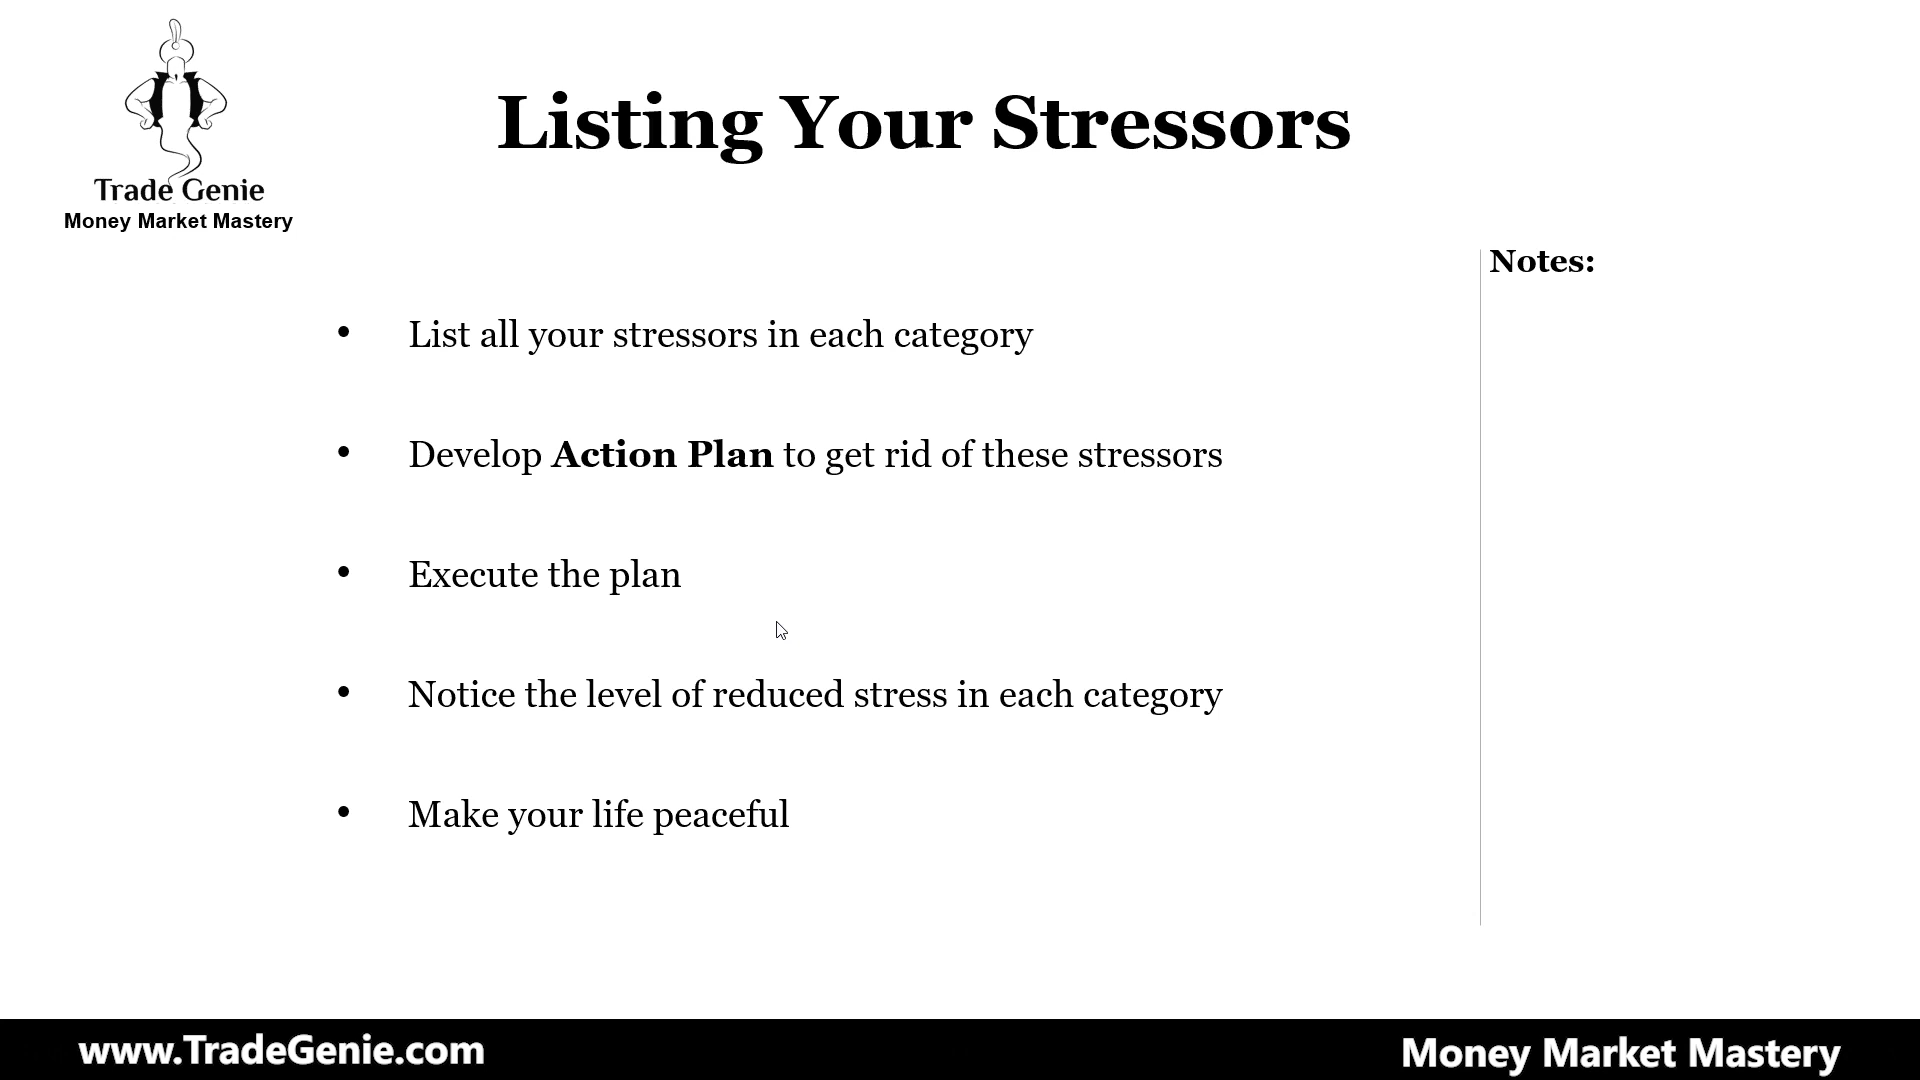 Trade Genie
Money Market Mastery
Listing Your Stressors
Notes:
• List all your stressors in each category
• Develop Action Plan to get rid of these stressors
• Execute the plan
• Notice the level of reduced stress in each category
• Make your life peaceful
www.TradeGenie.com
Money Market Mastery